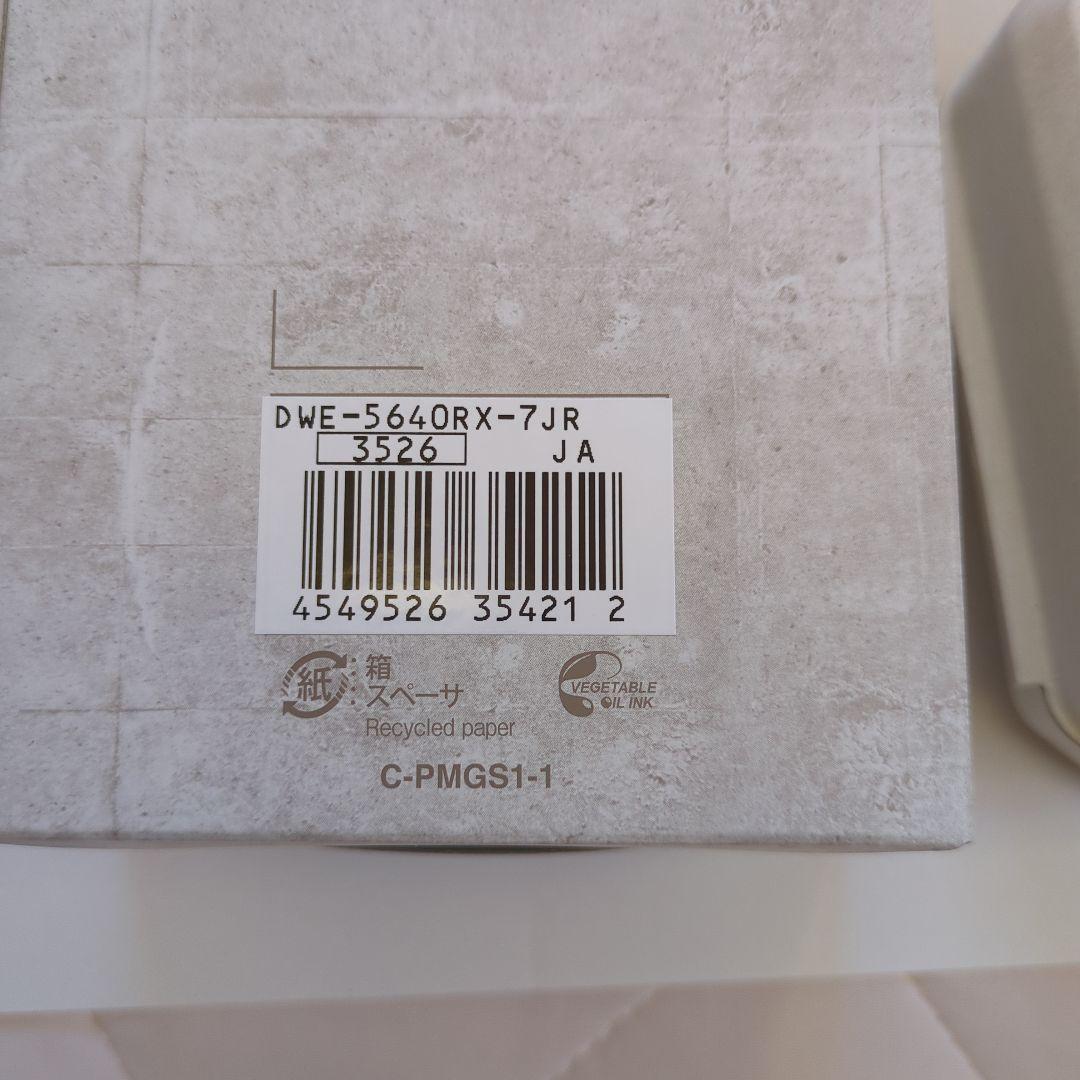 DWE-5640RX-7JR
3526 JA
4549526 35421 2
紙 : 箱
: スペーサ
Recycled paper
VEGETABLE
OIL INK
C-PMGS1-1